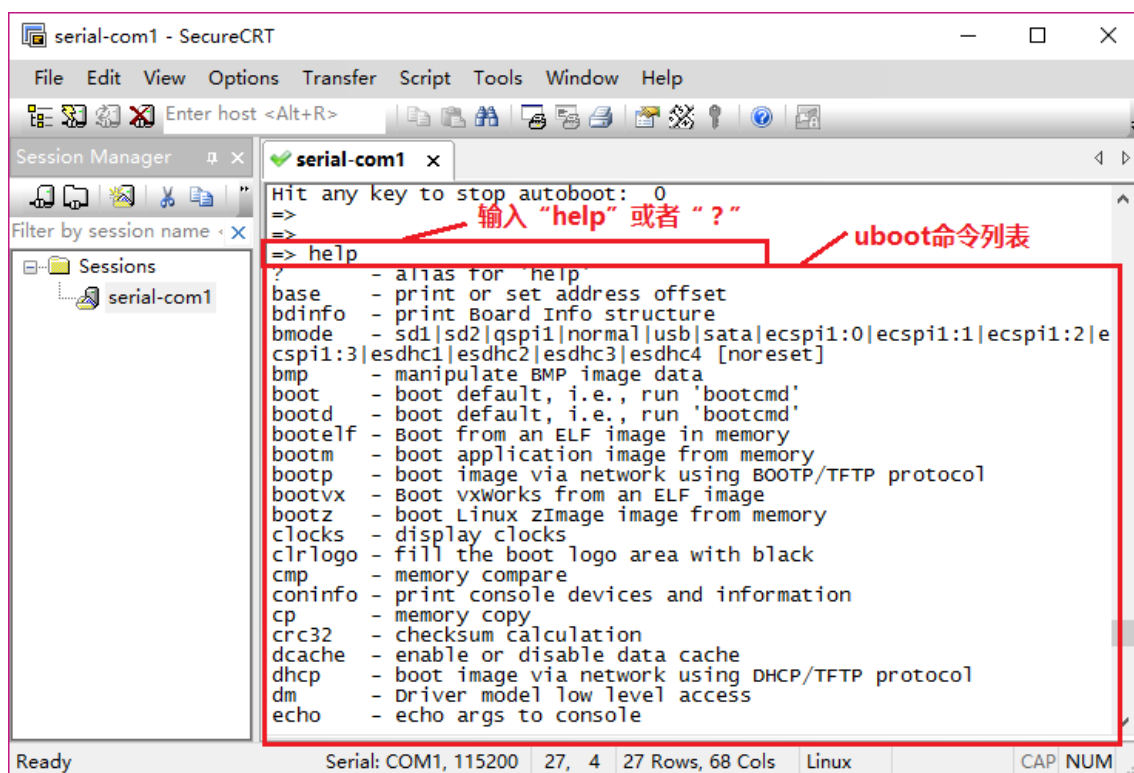 serial-com1 - SecureCRT
File Edit View Options Transfer Script Tools Window Help
Enter host <Alt+R>
Session Manager
serial-com1
Filter by session name
Sessions
serial-com1
Hit any key to stop autoboot: 0
=>
输入“help”或者“？”
=>
uboot命令列表
=> help
? - alias for 'help'
base - print or set address offset
bdinfo - print Board Info structure
bmode - sd1|sd2|qspi1|normal|usb|sata|ecspi1:0|ecspi1:1|ecspi1:2|e
cspi1:3|esdhc1|esdhc2|esdhc3|esdhc4 [noreset]
bmp - manipulate BMP image data
boot - boot default, i.e., run 'bootcmd'
bootd - boot default, i.e., run 'bootcmd'
bootelf - Boot from an ELF image in memory
bootm - boot application image from memory
bootp - boot image via network using BOOTP/TFTP protocol
bootvx - Boot vxWorks from an ELF image
bootz - boot Linux zImage image from memory
clocks - display clocks
clrlogo - fill the boot logo area with black
cmp - memory compare
coninfo - print console devices and information
cp - memory copy
crc32 - checksum calculation
dcache - enable or disable data cache
dhcp - boot image via network using DHCP/TFTP protocol
dm - Driver model low level access
echo - echo args to console
Ready Serial: COM1, 115200 27, 4 27 Rows, 68 Cols Linux CAP NUM